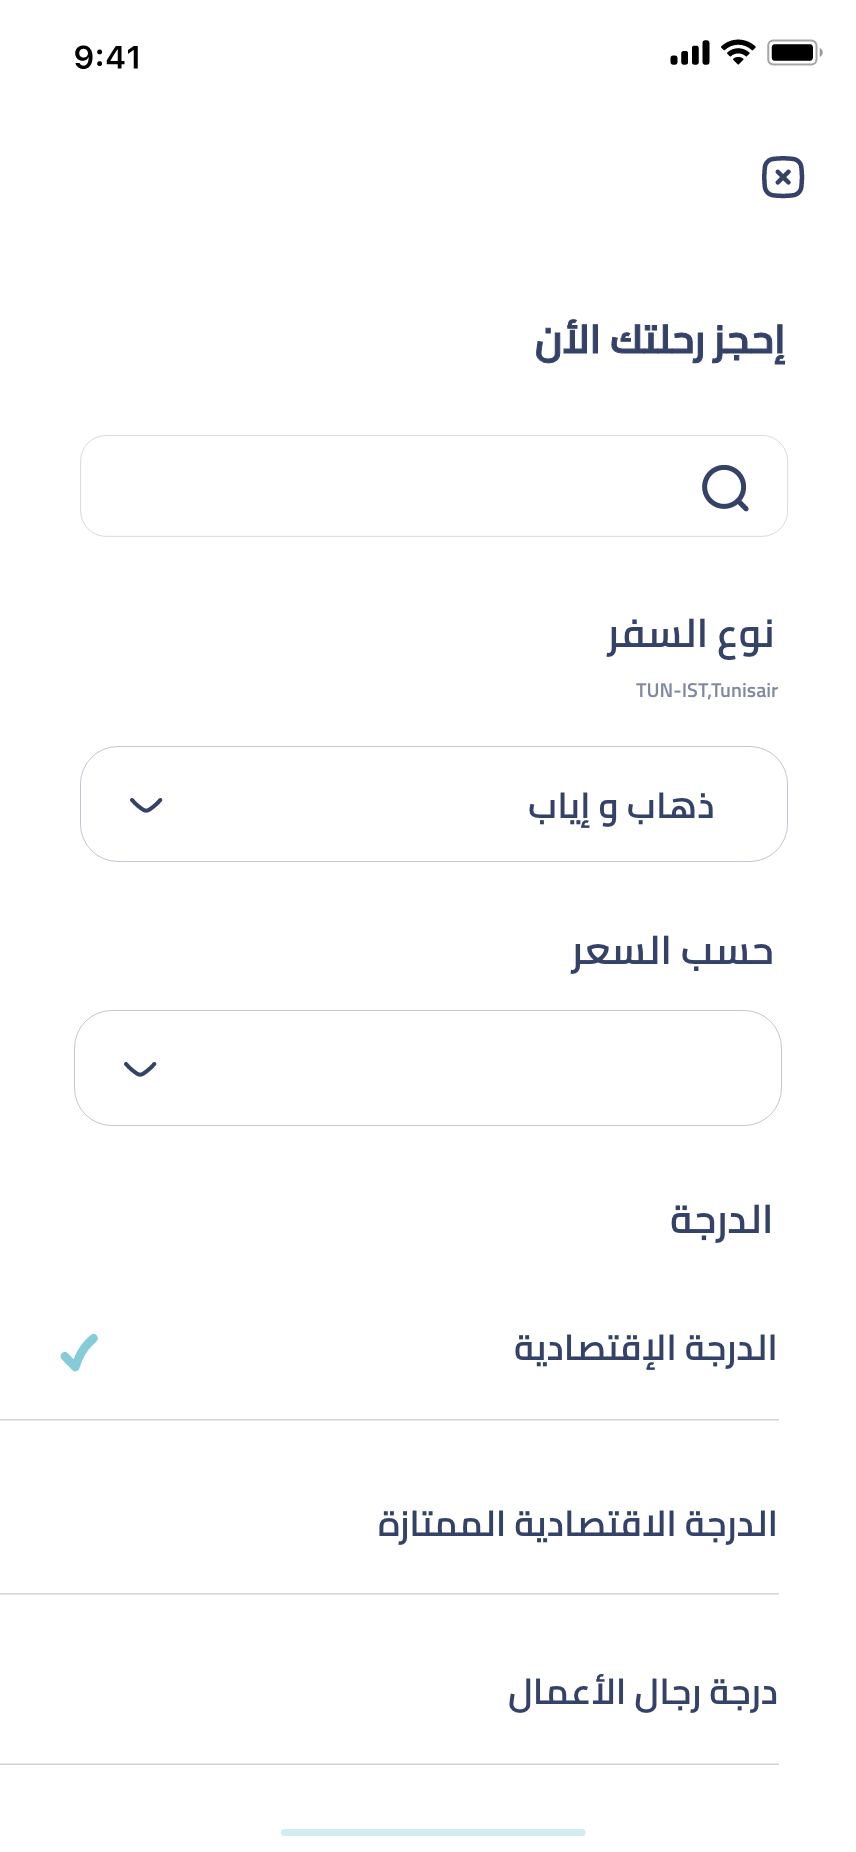 9:41
إحجز رحلتك الأن
نوع السفر
TUN-IST,Tunisair
ذهاب و إياب
حسب السعر
الدرجة
الدرجة الإقتصادية
الدرجة الاقتصادية الممتازة
درجة رجال الأعمال